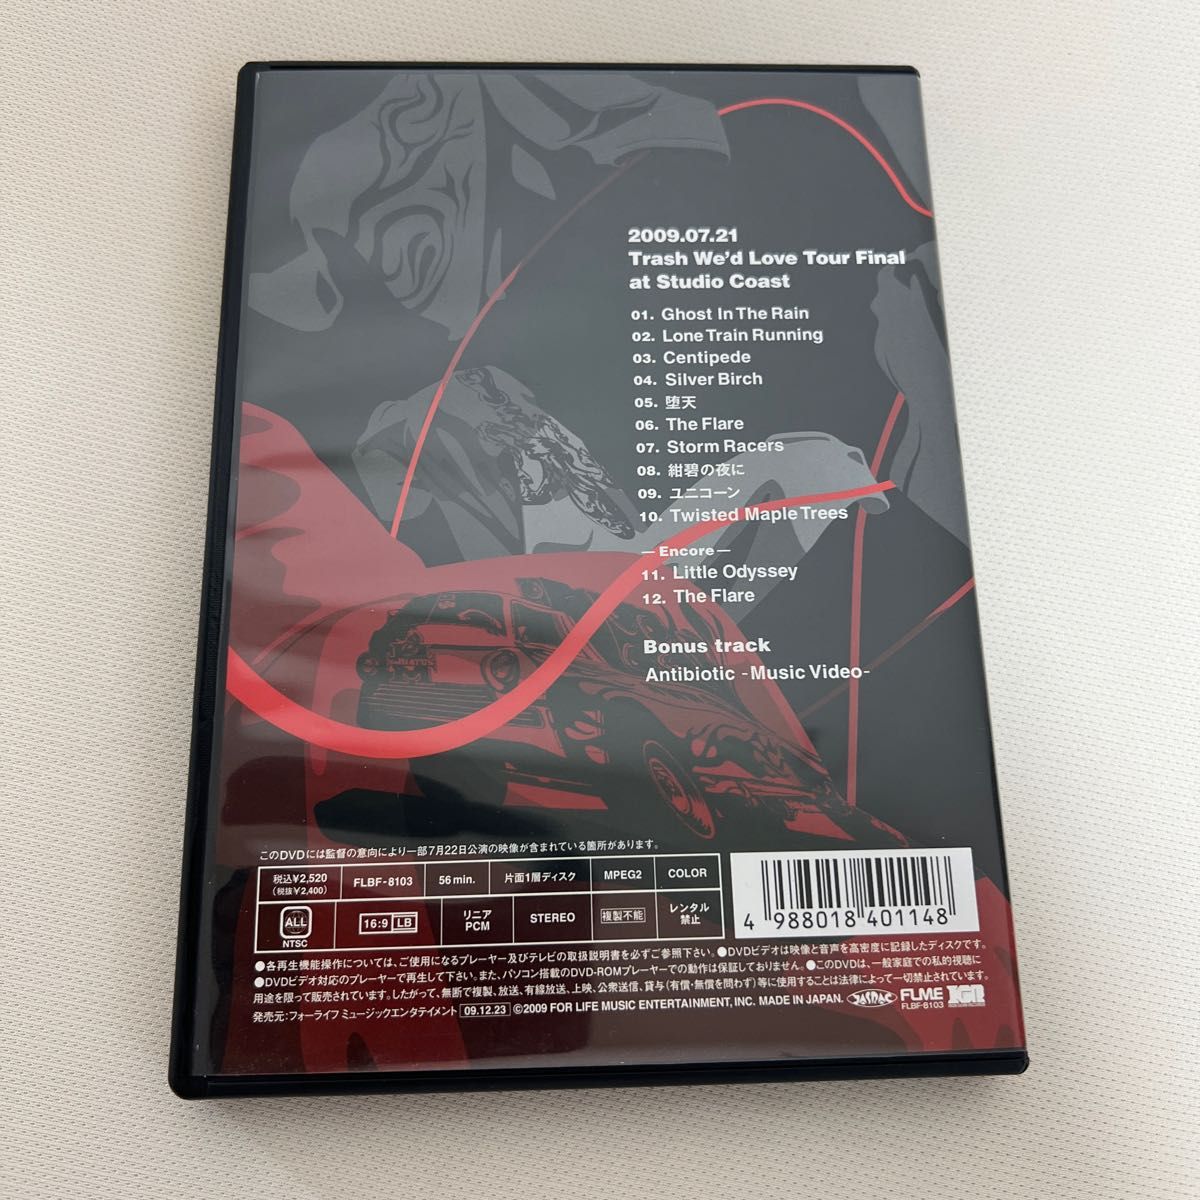 2009.07.21
Trash We'd Love Tour Final
at Studio Coast
01. Ghost In The Rain
02. Lone Train Running
03. Centipede
04. Silver Birch
05. 堕天
06. The Flare
07. Storm Racers
08. 紺碧の夜に
09. ユニコーン
10. Twisted Maple Trees
— Encore —
11. Little Odyssey
12. The Flare
Bonus track
Antibiotic -Music Video-
このDVDには監督の意向により一部7月22日公演の映像が含まれている箇所があります。
税込¥2,520
(税抜¥2,400)
FLBF-8103
56 min.
片面1層ディスク
MPEG2
COLOR
ALL
NTSC
16:9 LB
リニア
PCM
STEREO
複製不能
レンタル
禁止
4 988018 401148
●各再生機能操作については、ご使用になるプレーヤー及びテレビの取扱説明書を必ずご参照下さい。●DVDビデオは映像と音声を高密度に記録したディスクです。
●DVDビデオ対応のプレーヤーで再生して下さい。また、パソコン搭載のDVD-ROMプレーヤーでの動作は保証しておりません。●このDVDは、一般家庭での私的視聴に
用途を限って販売されています。したがって、無断で複製、放送、有線放送、上映、公衆送信、貸与(有償・無償を問わず)等に使用することは法律によって一切禁止されています。
発売元:フォーライフ ミュージックエンタテイメント 09.12.23 ©2009 FOR LIFE MUSIC ENTERTAINMENT, INC. MADE IN JAPAN. JASRAC FLME
FLBF-8103